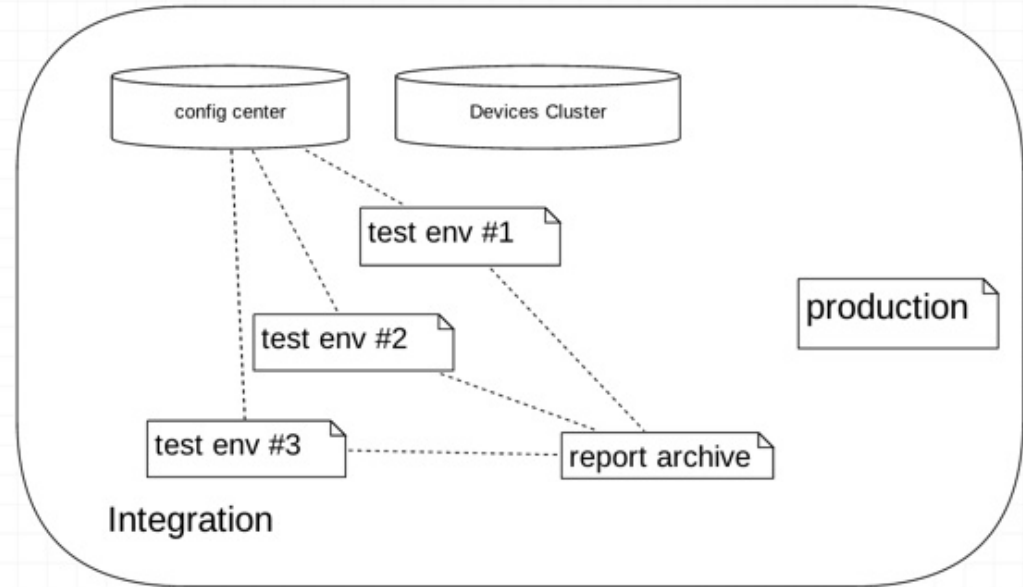 config center
Devices Cluster
test env #1
production
test env #2
test env #3
report archive
Integration